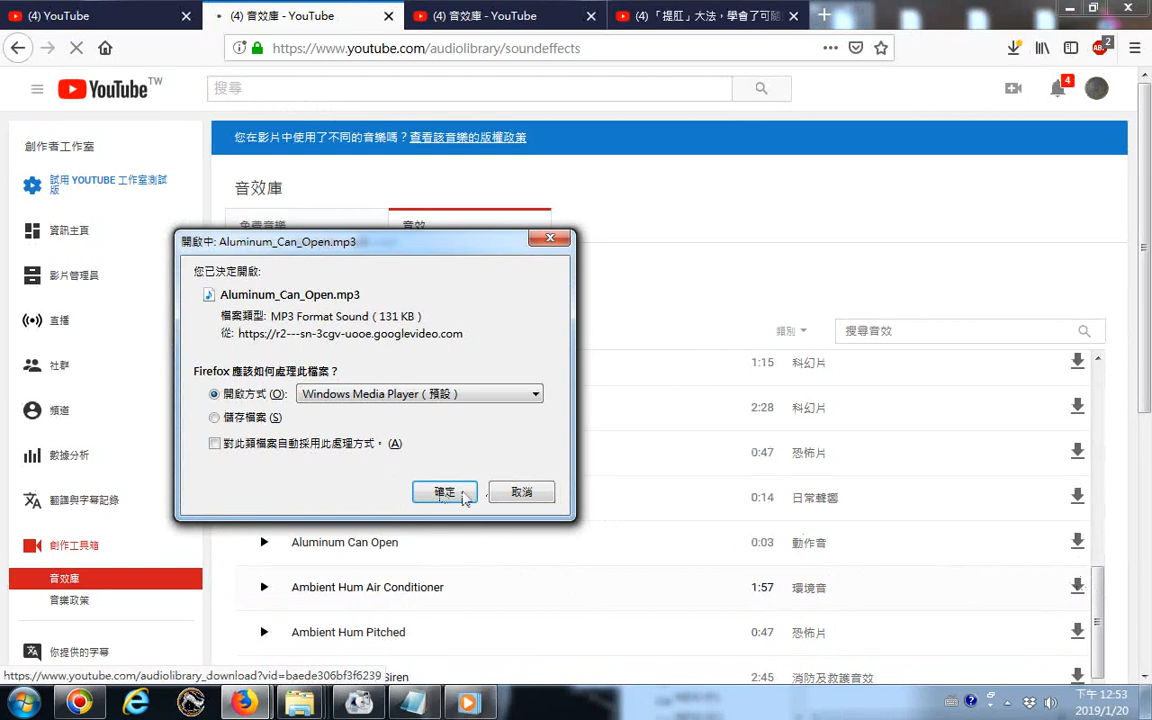 (4) YouTube
(4) 音效庫 - YouTube
(4) 音效庫 - YouTube
(4) 「提肛」大法，學會了可隨
https://www.youtube.com/audiolibrary/soundeffects
ABP
2
YouTube TW
搜尋
4
創作者工作室
試用 YOUTUBE 工作室測試
版
資訊主頁
影片管理員
直播
社群
頻道
數據分析
翻譯與字幕記錄
創作工具箱
音效庫
音樂政策
你提供的字幕
您在影片中使用了不同的音樂嗎？查看該音樂的版權政策
音效庫
免費音樂
音效
類別
搜尋音效
1:15 科幻片
2:28 科幻片
0:47 恐怖片
0:14 日常聲響
Aluminum Can Open 0:03 動作音
Ambient Hum Air Conditioner 1:57 環境音
Ambient Hum Pitched 0:47 恐怖片
Siren 2:45 消防及救護音效
開啟中: Aluminum_Can_Open.mp3
您已決定開啟:
Aluminum_Can_Open.mp3
檔案類型: MP3 Format Sound ( 131 KB )
從: https://r2---sn-3cgv-uooe.googlevideo.com
Firefox 應該如何處理此檔案？
開啟方式 (O): Windows Media Player ( 預設 )
儲存檔案 (S)
對此類檔案自動採用此處理方式。(A)
確定
取消
https://www.youtube.com/audiolibrary_download?vid=baede306bf3f6239
下午 12:53
2019/1/20